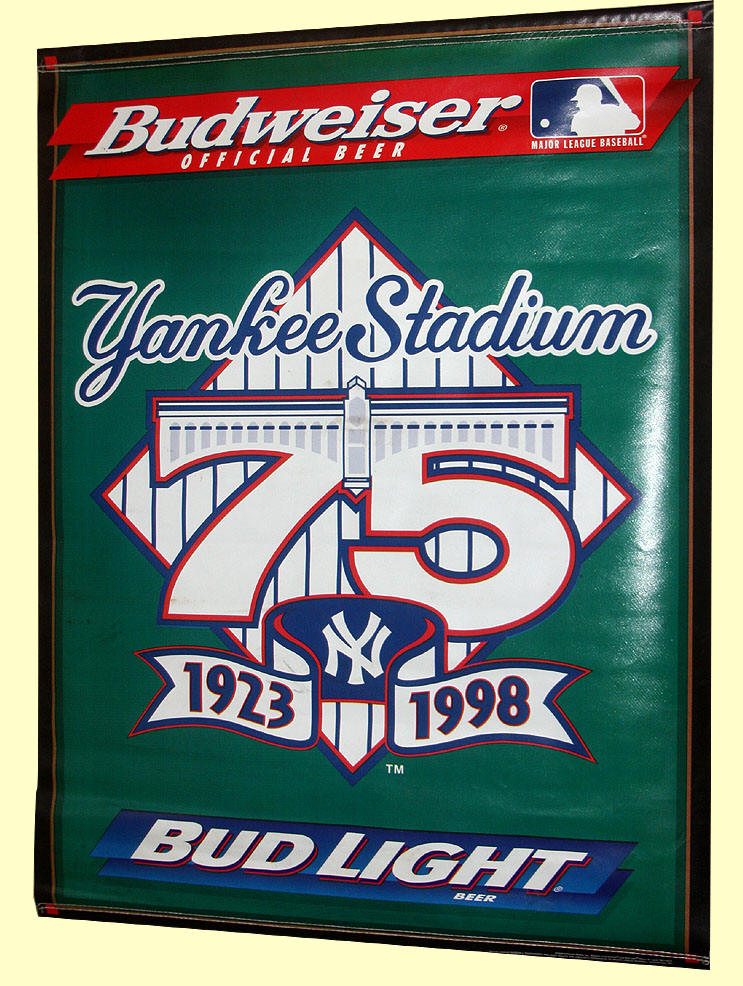 Budweiser®
OFFICIAL BEER
MAJOR LEAGUE BASEBALL®
Yankee Stadium
75
NY
1923 1998
TM
BUD LIGHT®
BEER